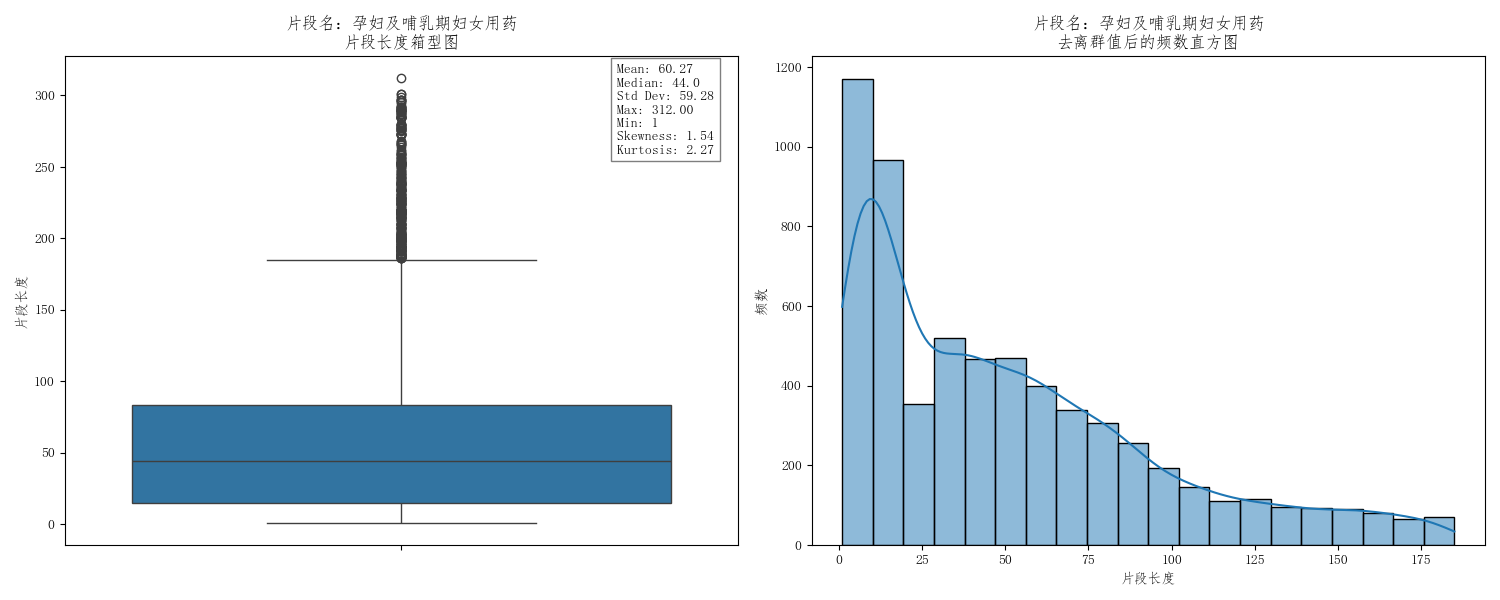 片段名: 孕妇及哺乳期妇女用药
片段长度箱型图
Mean: 60.27
Median: 44.0
Std Dev: 59.28
Max: 312.00
Min: 1
Skewness: 1.54
Kurtosis: 2.27
片段长度
300
250
200
150
100
50
0
片段名: 孕妇及哺乳期妇女用药
去离群值后的频数直方图
频数
1200
1000
800
600
400
200
0
0 25 50 75 100 125 150 175
片段长度